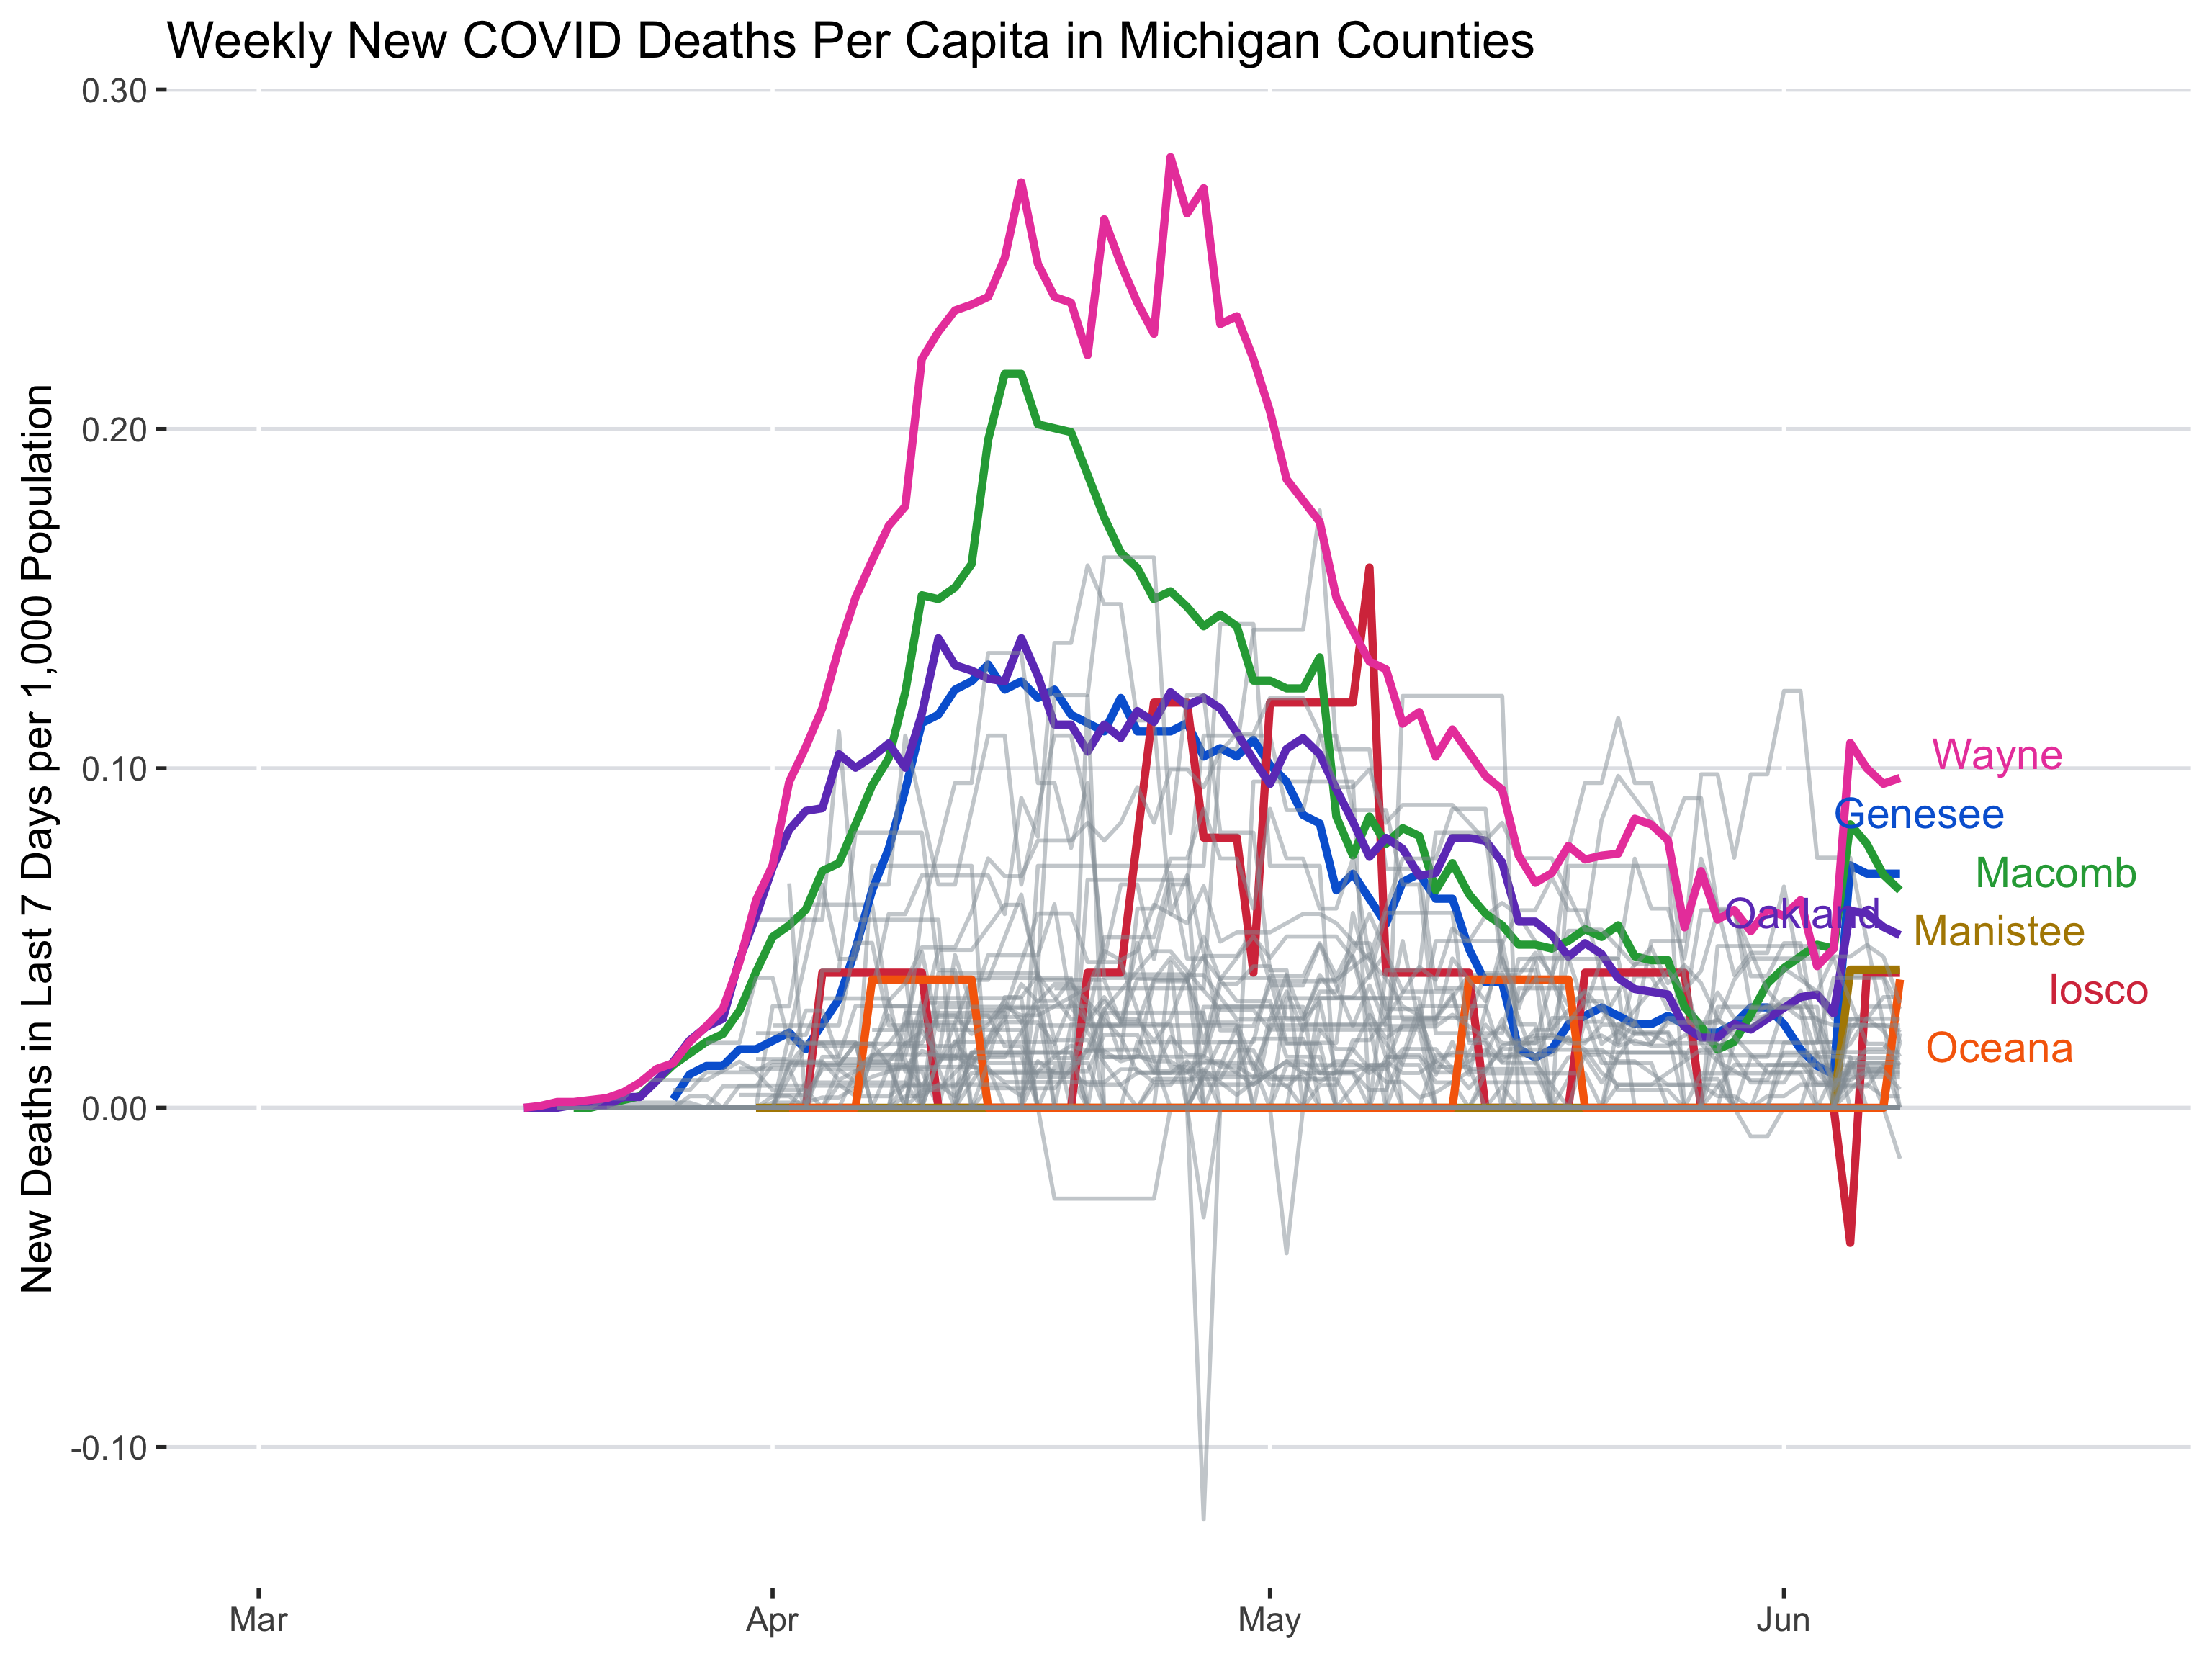 Weekly New COVID Deaths Per Capita in Michigan Counties
New Deaths in Last 7 Days per 1,000 Population
0.30
0.20
0.10
0.00
-0.10
Wayne
Genesee
Macomb
Oakland
Manistee
Iosco
Oceana
Mar
Apr
May
Jun